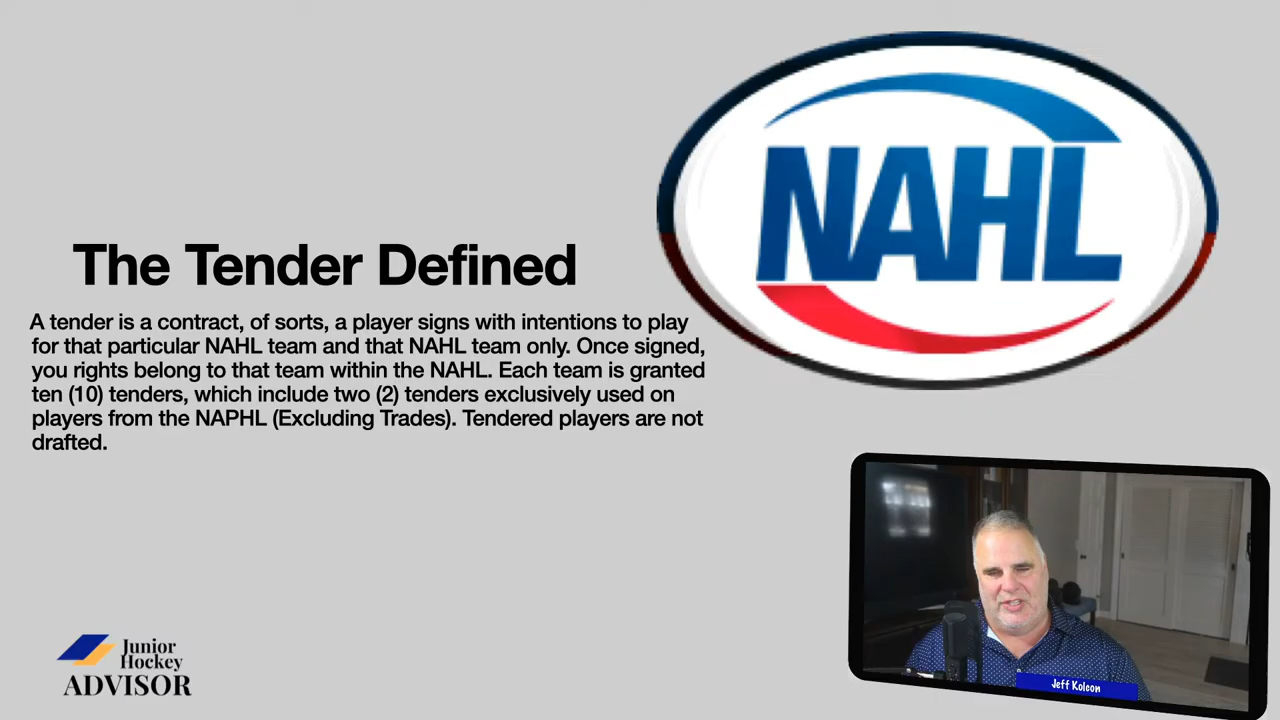 NAHL
The Tender Defined
A tender is a contract, of sorts, a player signs with intentions to play
for that particular NAHL team and that NAHL team only. Once signed,
you rights belong to that team within the NAHL. Each team is granted
ten (10) tenders, which include two (2) tenders exclusively used on
players from the NAPHL (Excluding Trades). Tendered players are not
drafted.
Junior
Hockey
ADVISOR
Jeff Kolcon